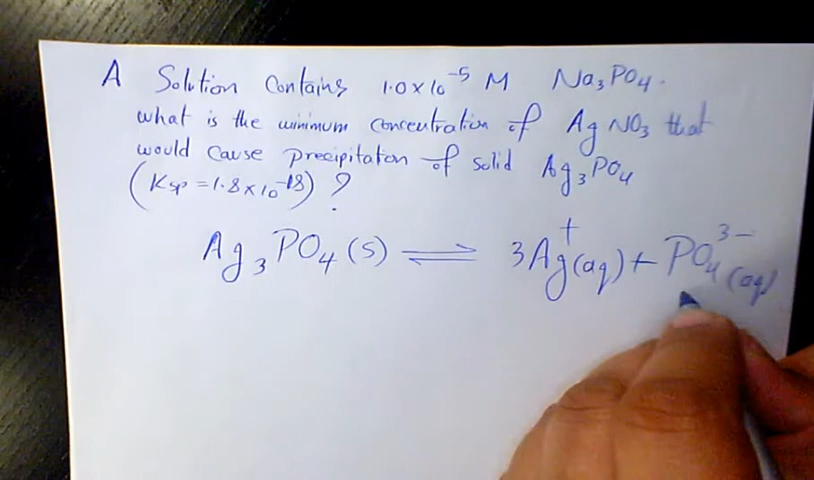 A Solution Contains 1.0 x 10⁻⁵ M Na₃PO₄.
what is the minimum concentration of AgNO₃ that
would cause precipitation of solid Ag₃PO₄
(Ksp = 1.8 x 10⁻¹⁸) ?
Ag₃PO₄(s) ⇌ 3Ag⁺(aq) + PO₄³⁻(aq)